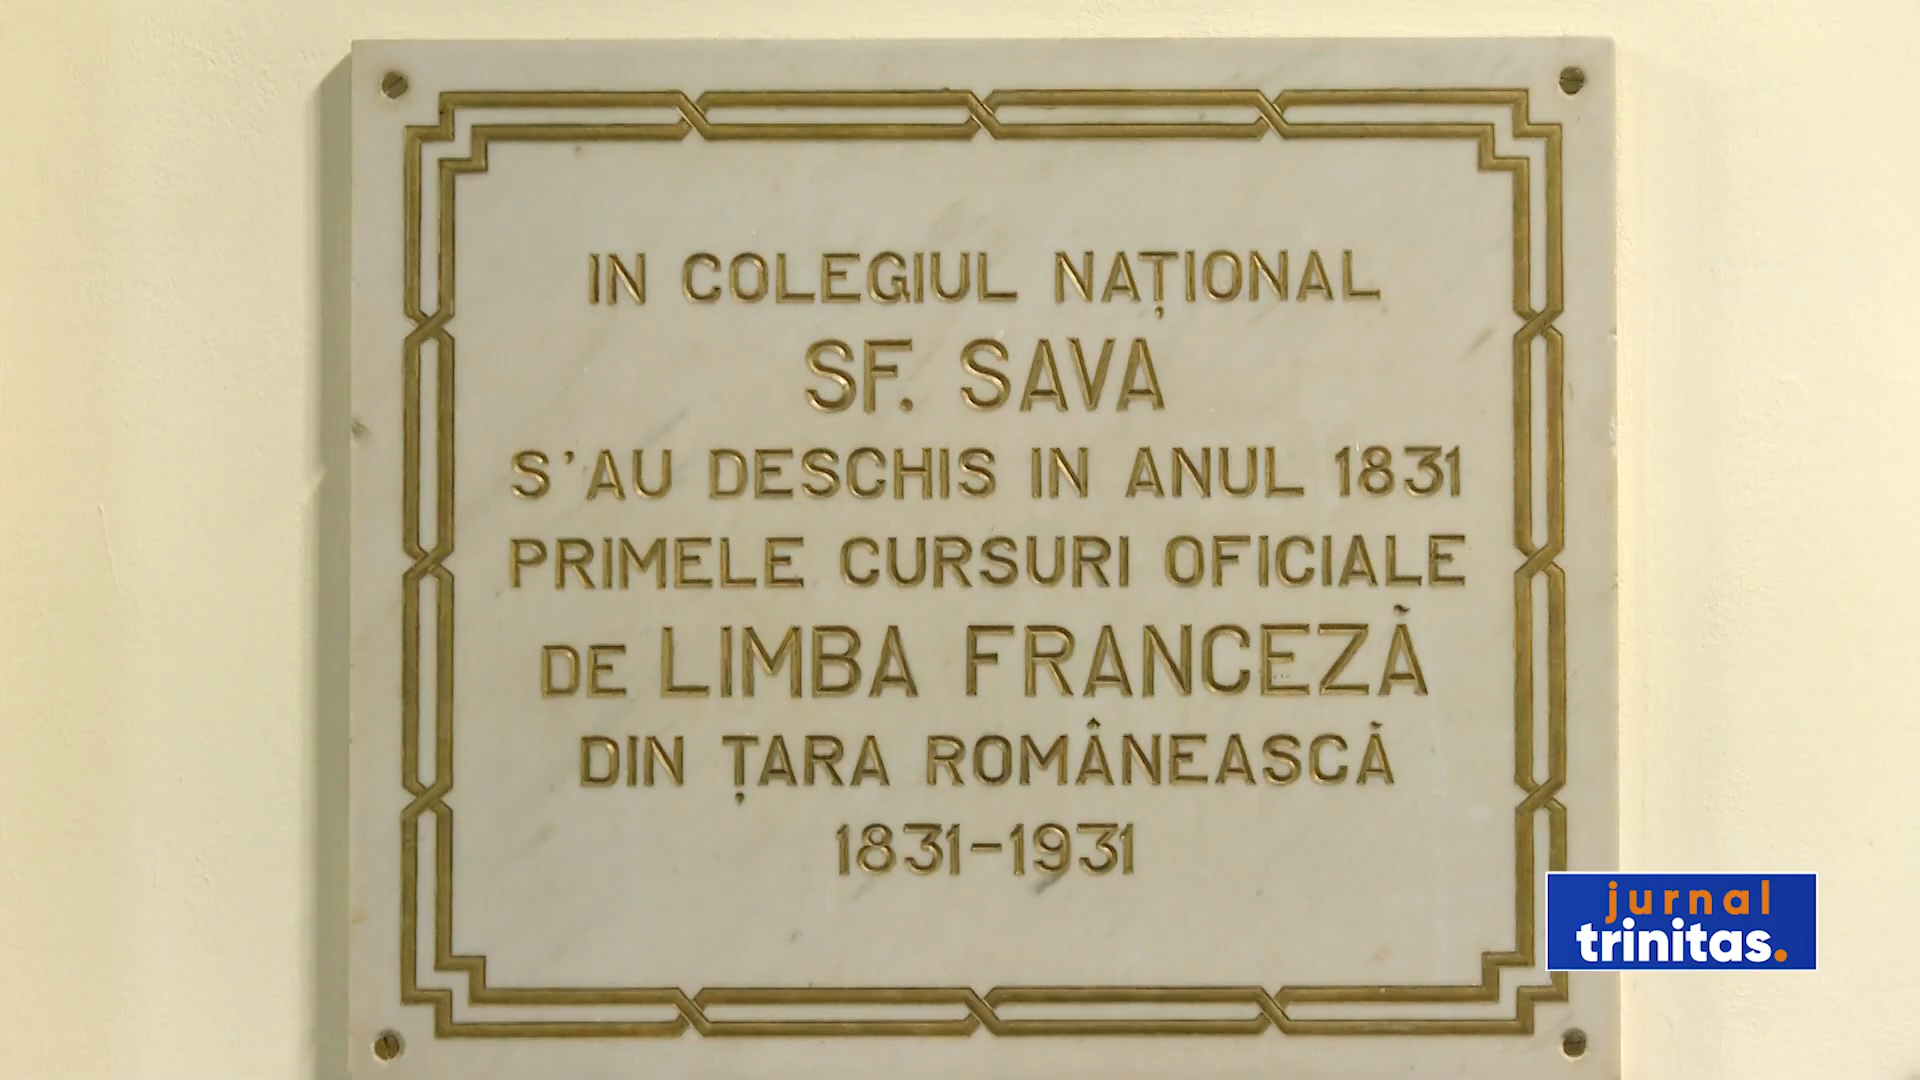 IN COLEGIUL NAȚIONAL
SF. SAVA
S'AU DESCHIS IN ANUL 1831
PRIMELE CURSURI OFICIALE
DE LIMBA FRANCEZĂ
DIN ȚARA ROMÂNEASCĂ
1831-1931
jurnal
trinitas.